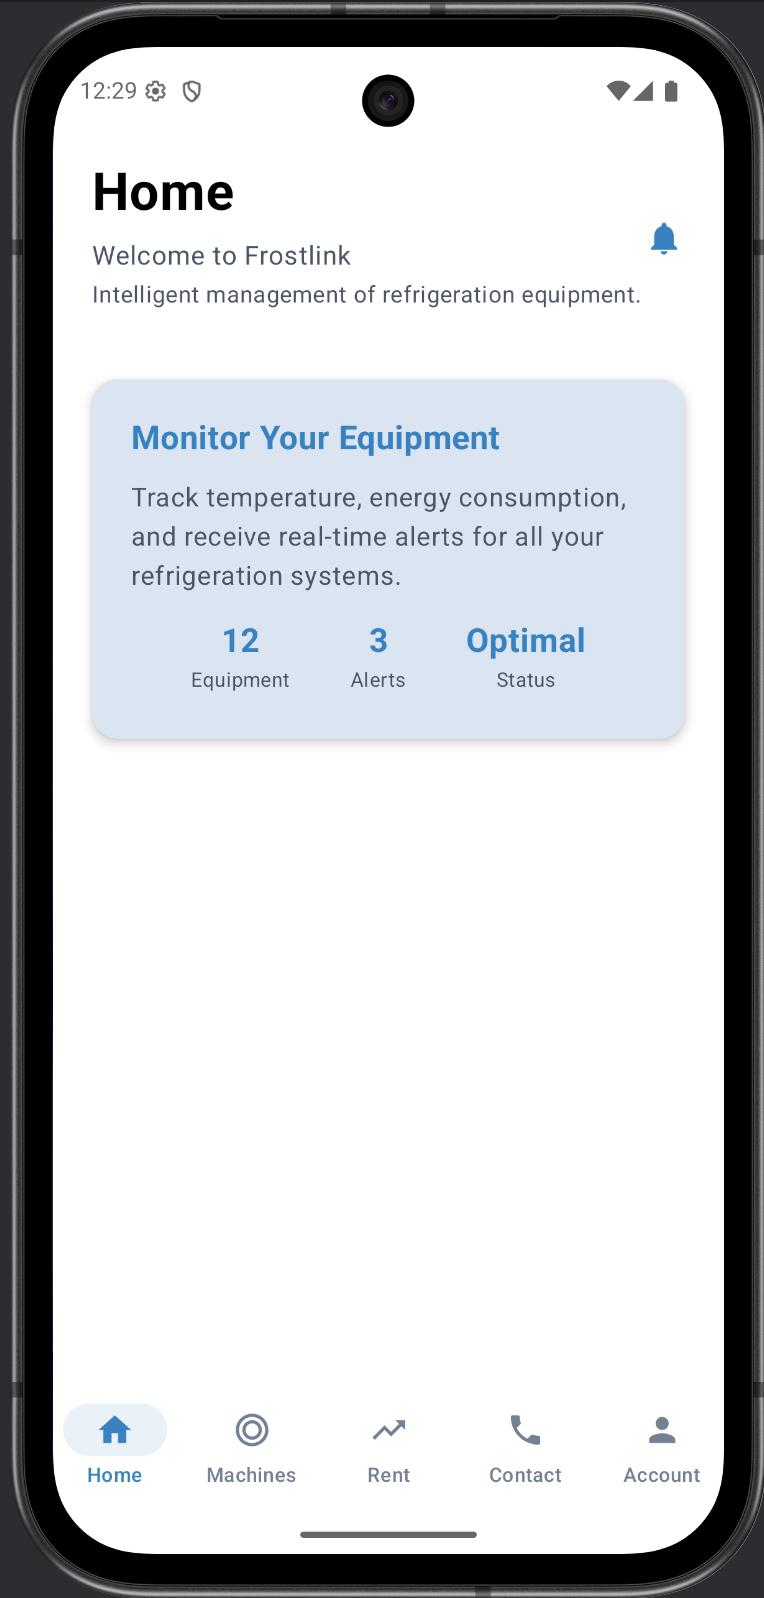 12:29
Home
Welcome to Frostlink
Intelligent management of refrigeration equipment.
Monitor Your Equipment
Track temperature, energy consumption,
and receive real-time alerts for all your
refrigeration systems.
12 3 Optimal
Equipment Alerts Status
Home Machines Rent Contact Account